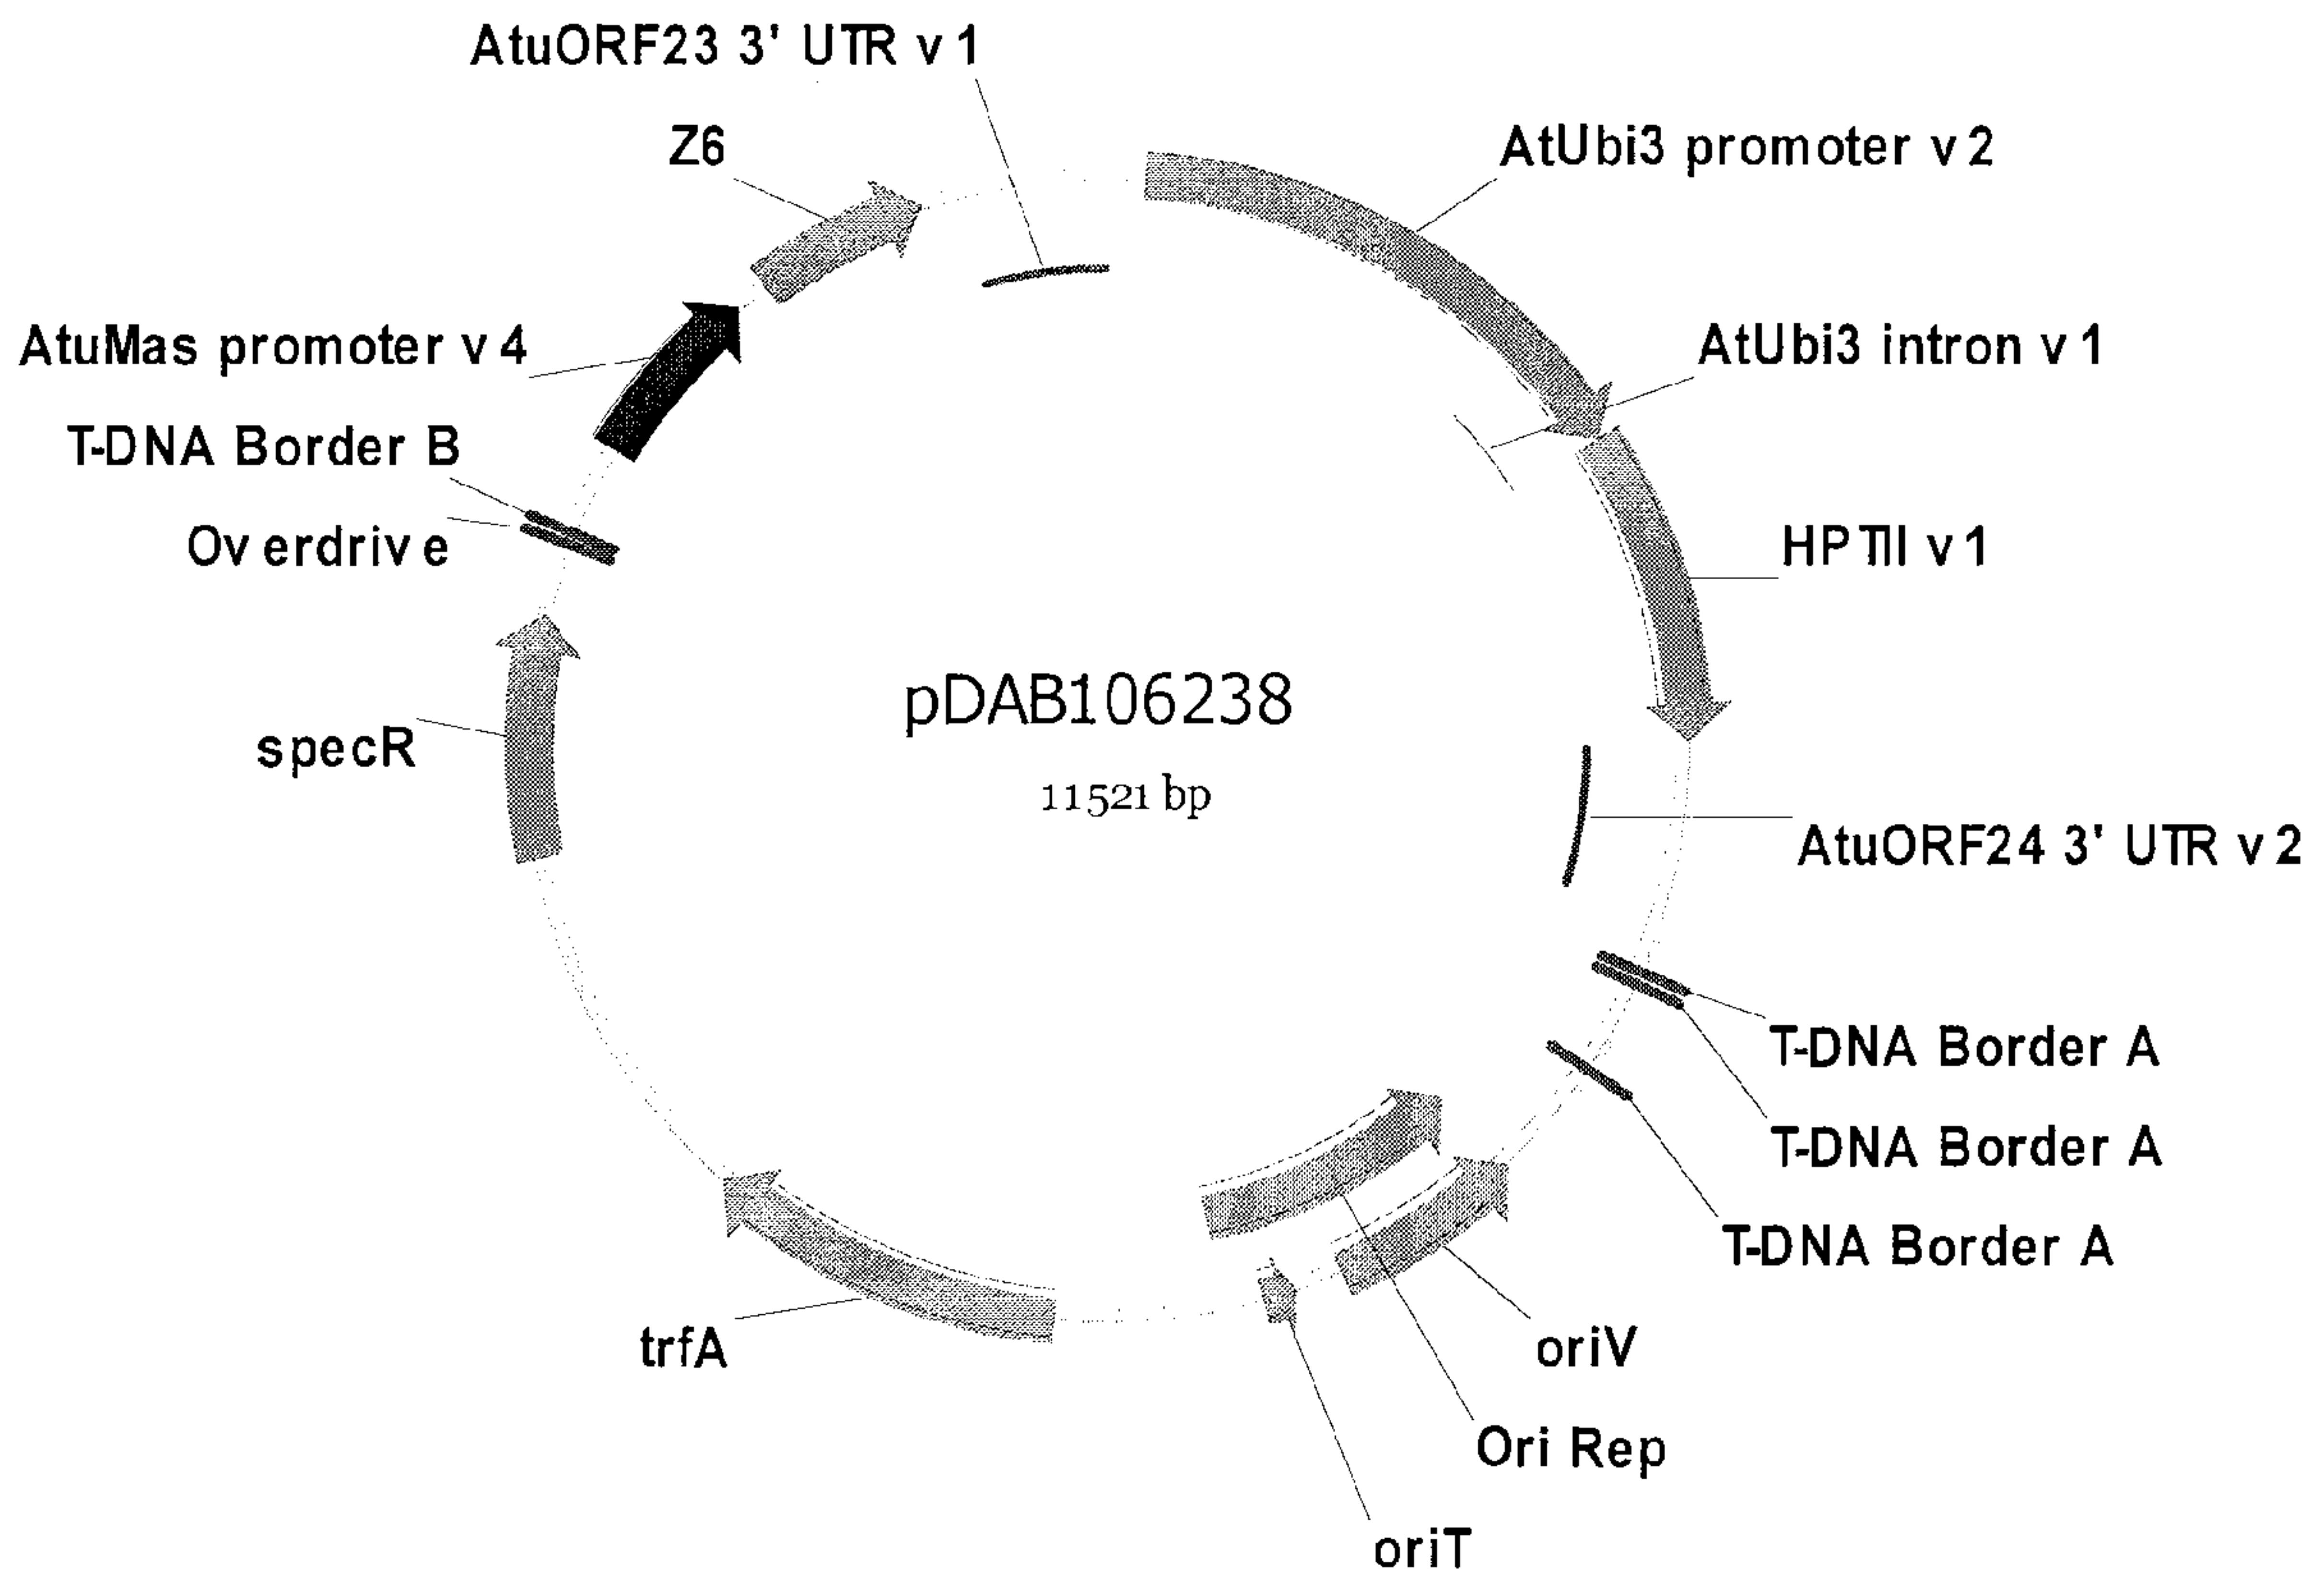 AtuORF23 3' UTR v1
Z6
AtUbi3 promoter v2
AtuMas promoter v4
AtUbi3 intron v1
T-DNA Border B
Overdrive
HPTII v1
pDAB106238
11521 bp
specR
AtuORF24 3' UTR v2
T-DNA Border A
T-DNA Border A
T-DNA Border A
trfA
oriV
Ori Rep
oriT